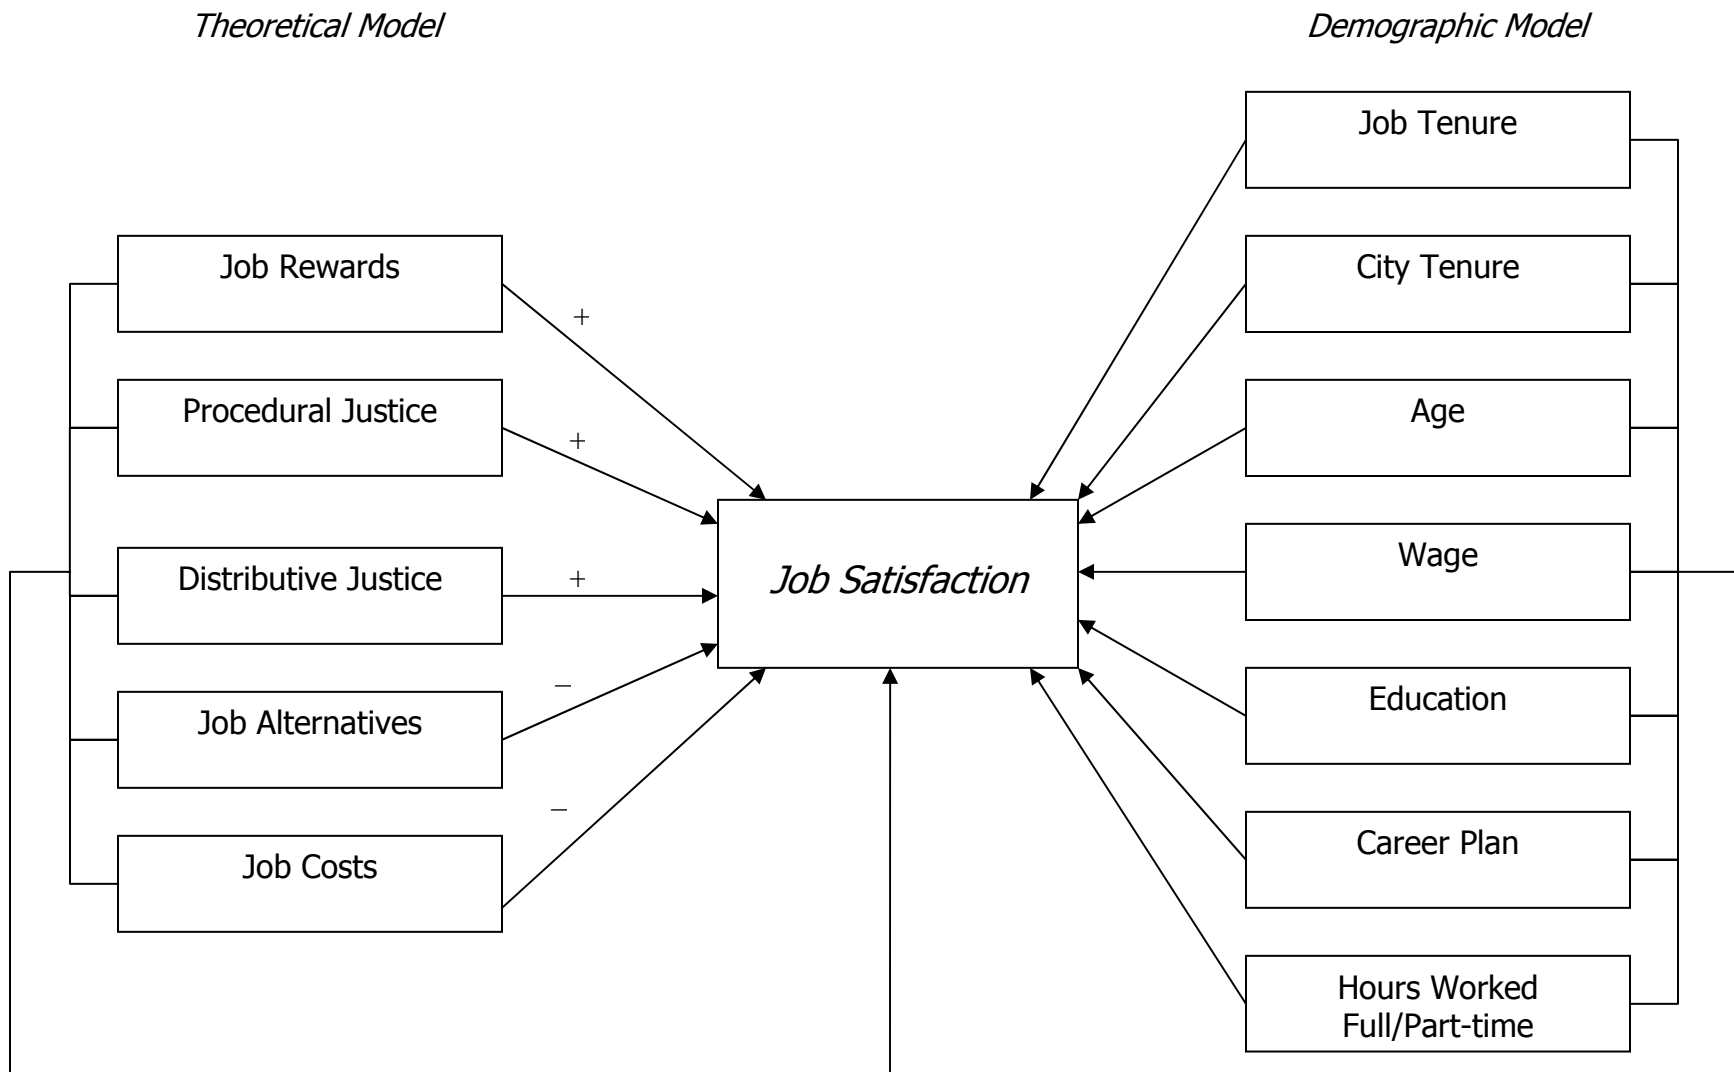 Theoretical Model
Demographic Model
Job Tenure
Job Rewards
City Tenure
+
Procedural Justice
Age
+
Distributive Justice
+
Job Satisfaction
Wage
Job Alternatives
–
Education
Job Costs
–
Career Plan
Hours Worked
Full/Part-time